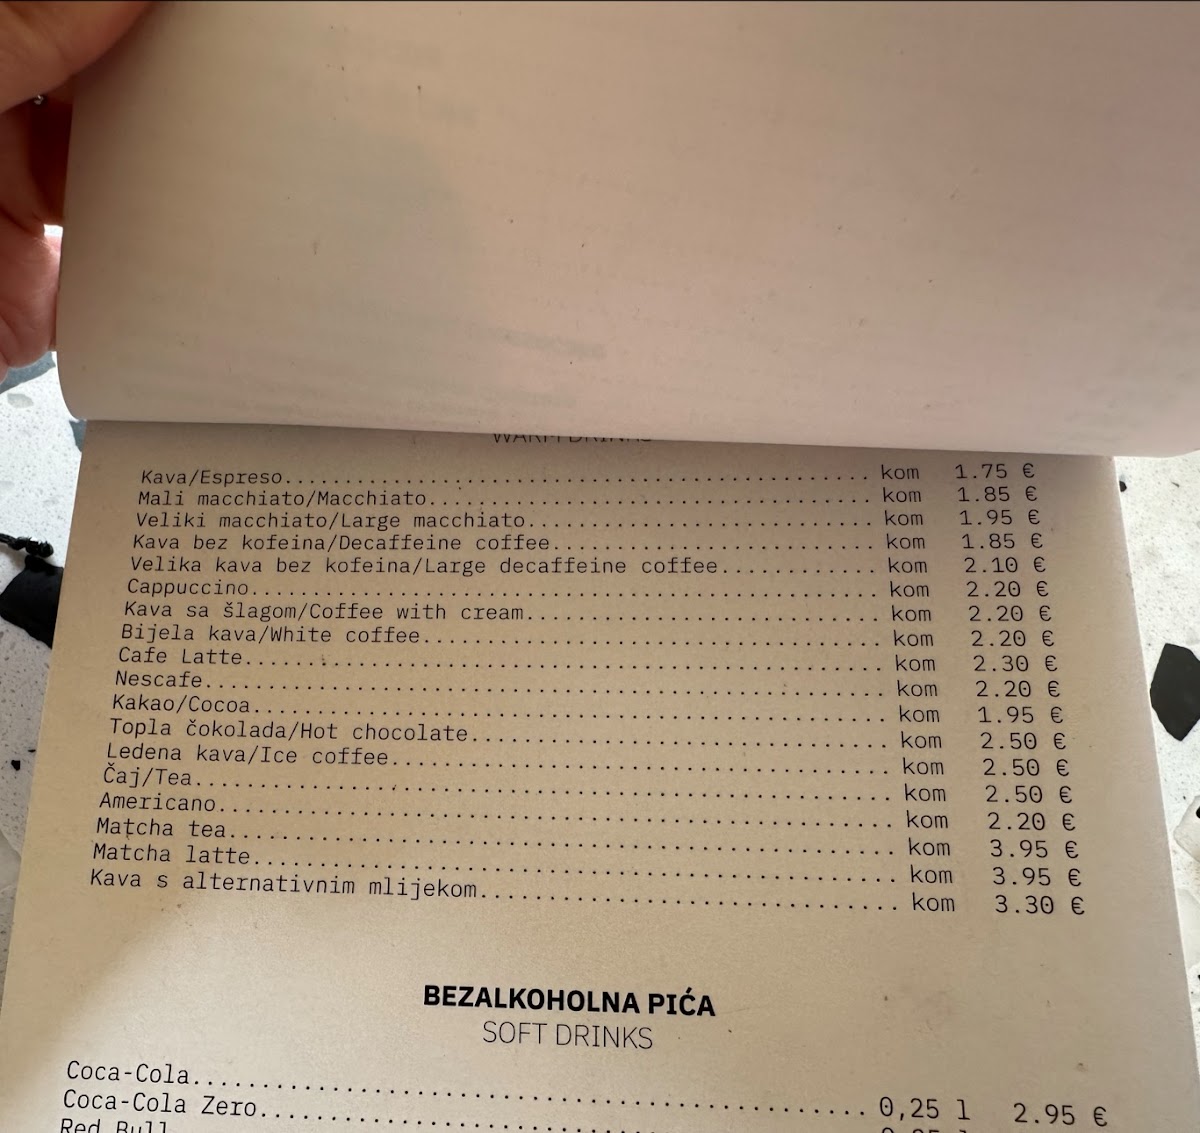 WARM DRINKS
Kava/Espreso........ kom 1.75 €
Mali macchiato/Macchiato........ kom 1.85 €
Veliki macchiato/Large macchiato........ kom 1.95 €
Kava bez kofeina/Decaffeine coffee........ kom 1.85 €
Velika kava bez kofeina/Large decaffeine coffee........ kom 2.10 €
Cappuccino........ kom 2.20 €
Kava sa šlagom/Coffee with cream........ kom 2.20 €
Bijela kava/White coffee........ kom 2.20 €
Cafe Latte........ kom 2.30 €
Nescafe........ kom 2.20 €
Kakao/Cocoa........ kom 1.95 €
Topla čokolada/Hot chocolate........ kom 2.50 €
Ledena kava/Ice coffee........ kom 2.50 €
Čaj/Tea........ kom 2.50 €
Americano........ kom 2.20 €
Matcha tea........ kom 3.95 €
Matcha latte........ kom 3.95 €
Kava s alternativnim mlijekom........ kom 3.30 €
BEZALKOHOLNA PIĆA
SOFT DRINKS
Coca-Cola........ 0,25 l 2.95 €
Coca-Cola Zero........
Red Bull